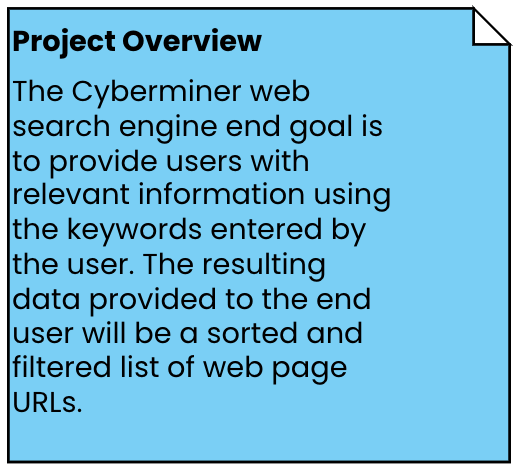 Project Overview
The Cyberminer web
search engine end goal is
to provide users with
relevant information using
the keywords entered by
the user. The resulting
data provided to the end
user will be a sorted and
filtered list of web page
URLs.